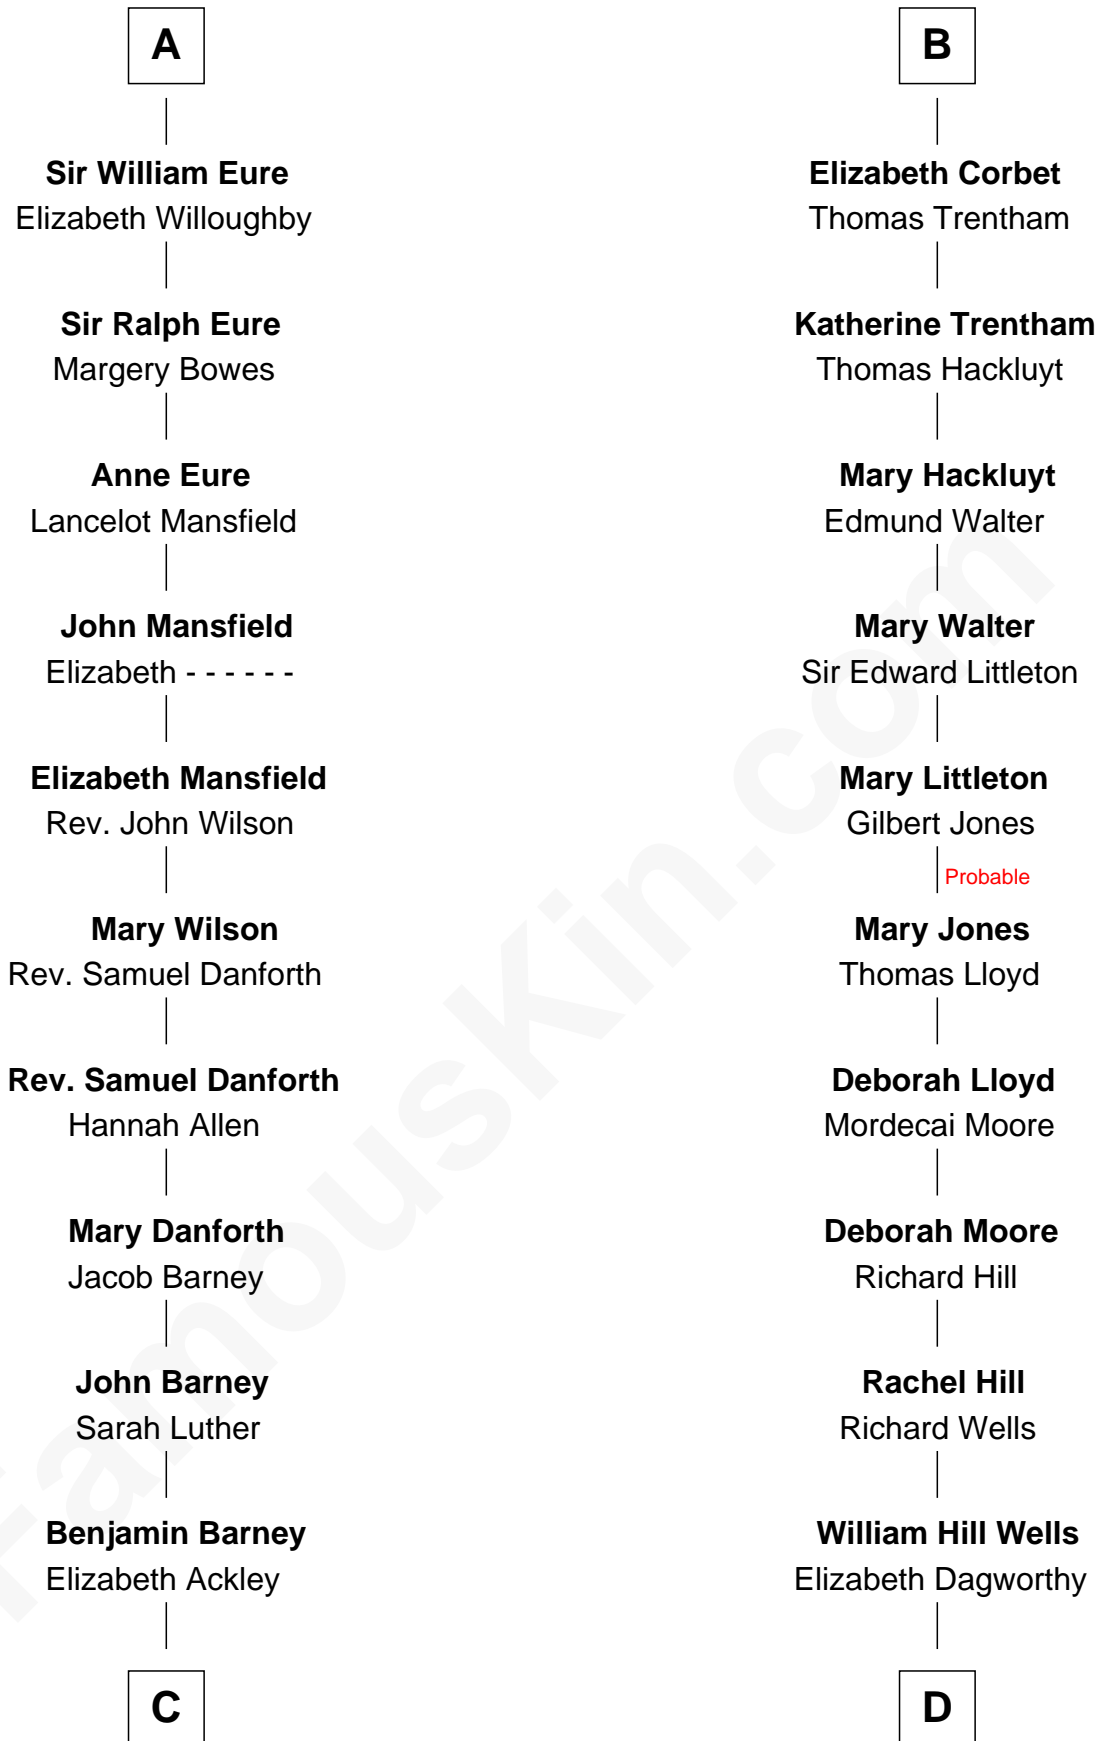 A
Sir William Eure
Elizabeth Willoughby
Sir Ralph Eure
Margery Bowes
Anne Eure
Lancelot Mansfield
John Mansfield
Elizabeth - - - - - -
Elizabeth Mansfield
Rev. John Wilson
Mary Wilson
Rev. Samuel Danforth
Rev. Samuel Danforth
Hannah Allen
Mary Danforth
Jacob Barney
John Barney
Sarah Luther
Benjamin Barney
Elizabeth Ackley
C
B
Elizabeth Corbet
Thomas Trentham
Katherine Trentham
Thomas Hackluyt
Mary Hackluyt
Edmund Walter
Mary Walter
Sir Edward Littleton
Mary Littleton
Gilbert Jones
Probable
Mary Jones
Thomas Lloyd
Deborah Lloyd
Mordecai Moore
Deborah Moore
Richard Hill
Rachel Hill
Richard Wells
William Hill Wells
Elizabeth Dagworthy
D
FamousKin.com